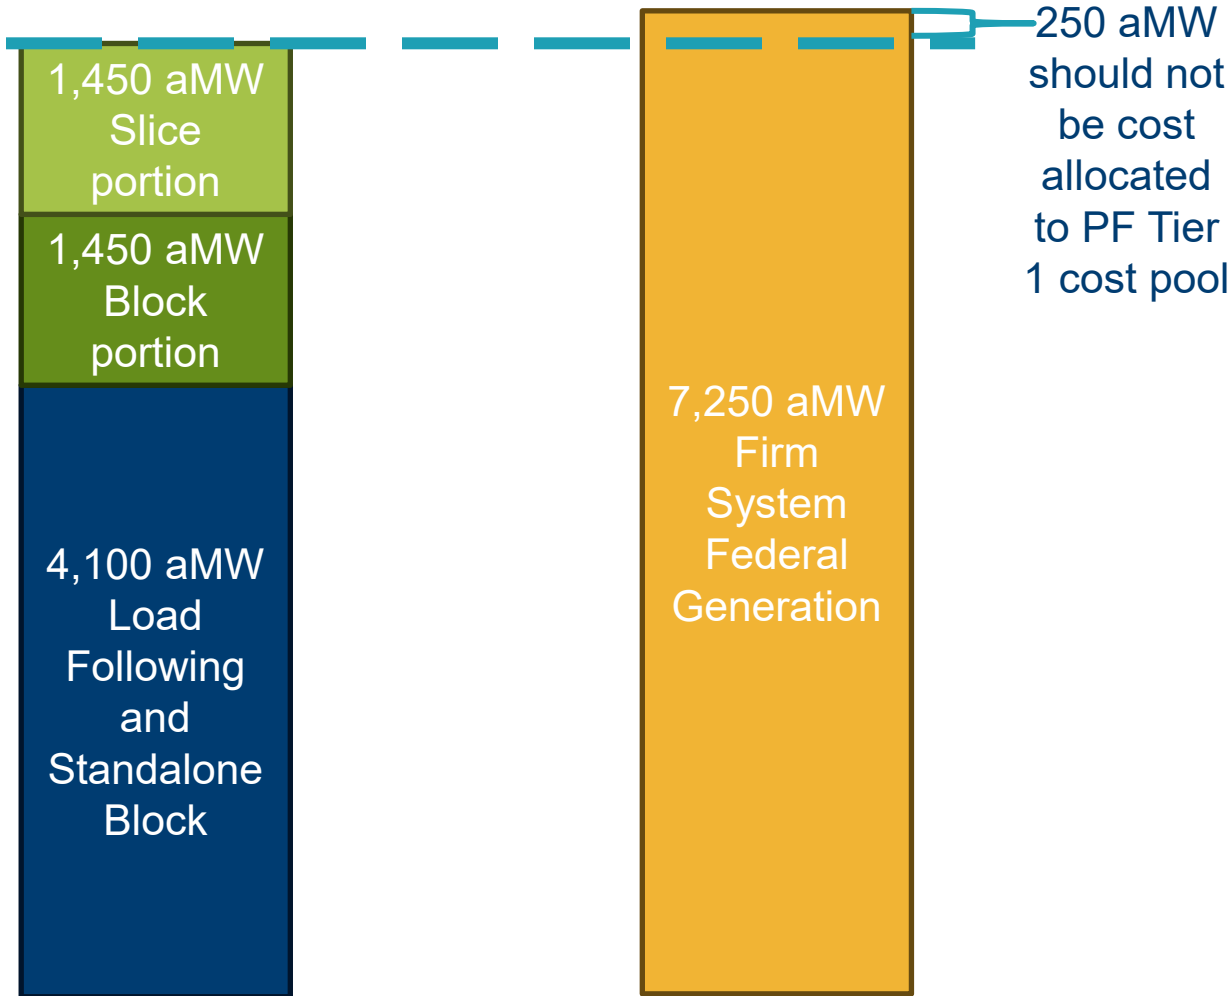 1,450 aMW
Slice
portion
1,450 aMW
Block
portion
4,100 aMW
Load
Following
and
Standalone
Block
7,250 aMW
Firm
System
Federal
Generation
250 aMW
should not
be cost
allocated
to PF Tier
1 cost pool